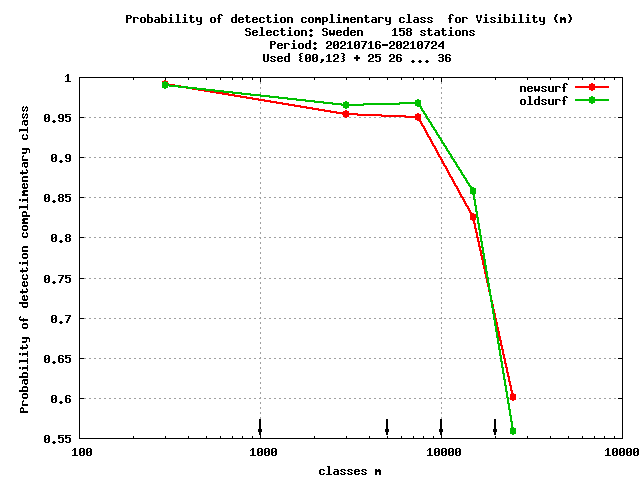 Probability of detection complimentary class  for Visibility (m)
Selection: Sweden    158 stations
Period: 20210716-20210724
Used {00,12} + 25 26 ... 36
newsurf
oldsurf
Probability of detection complimentary class
1
0.95
0.9
0.85
0.8
0.75
0.7
0.65
0.6
0.55
100
1000
10000
10000
classes m